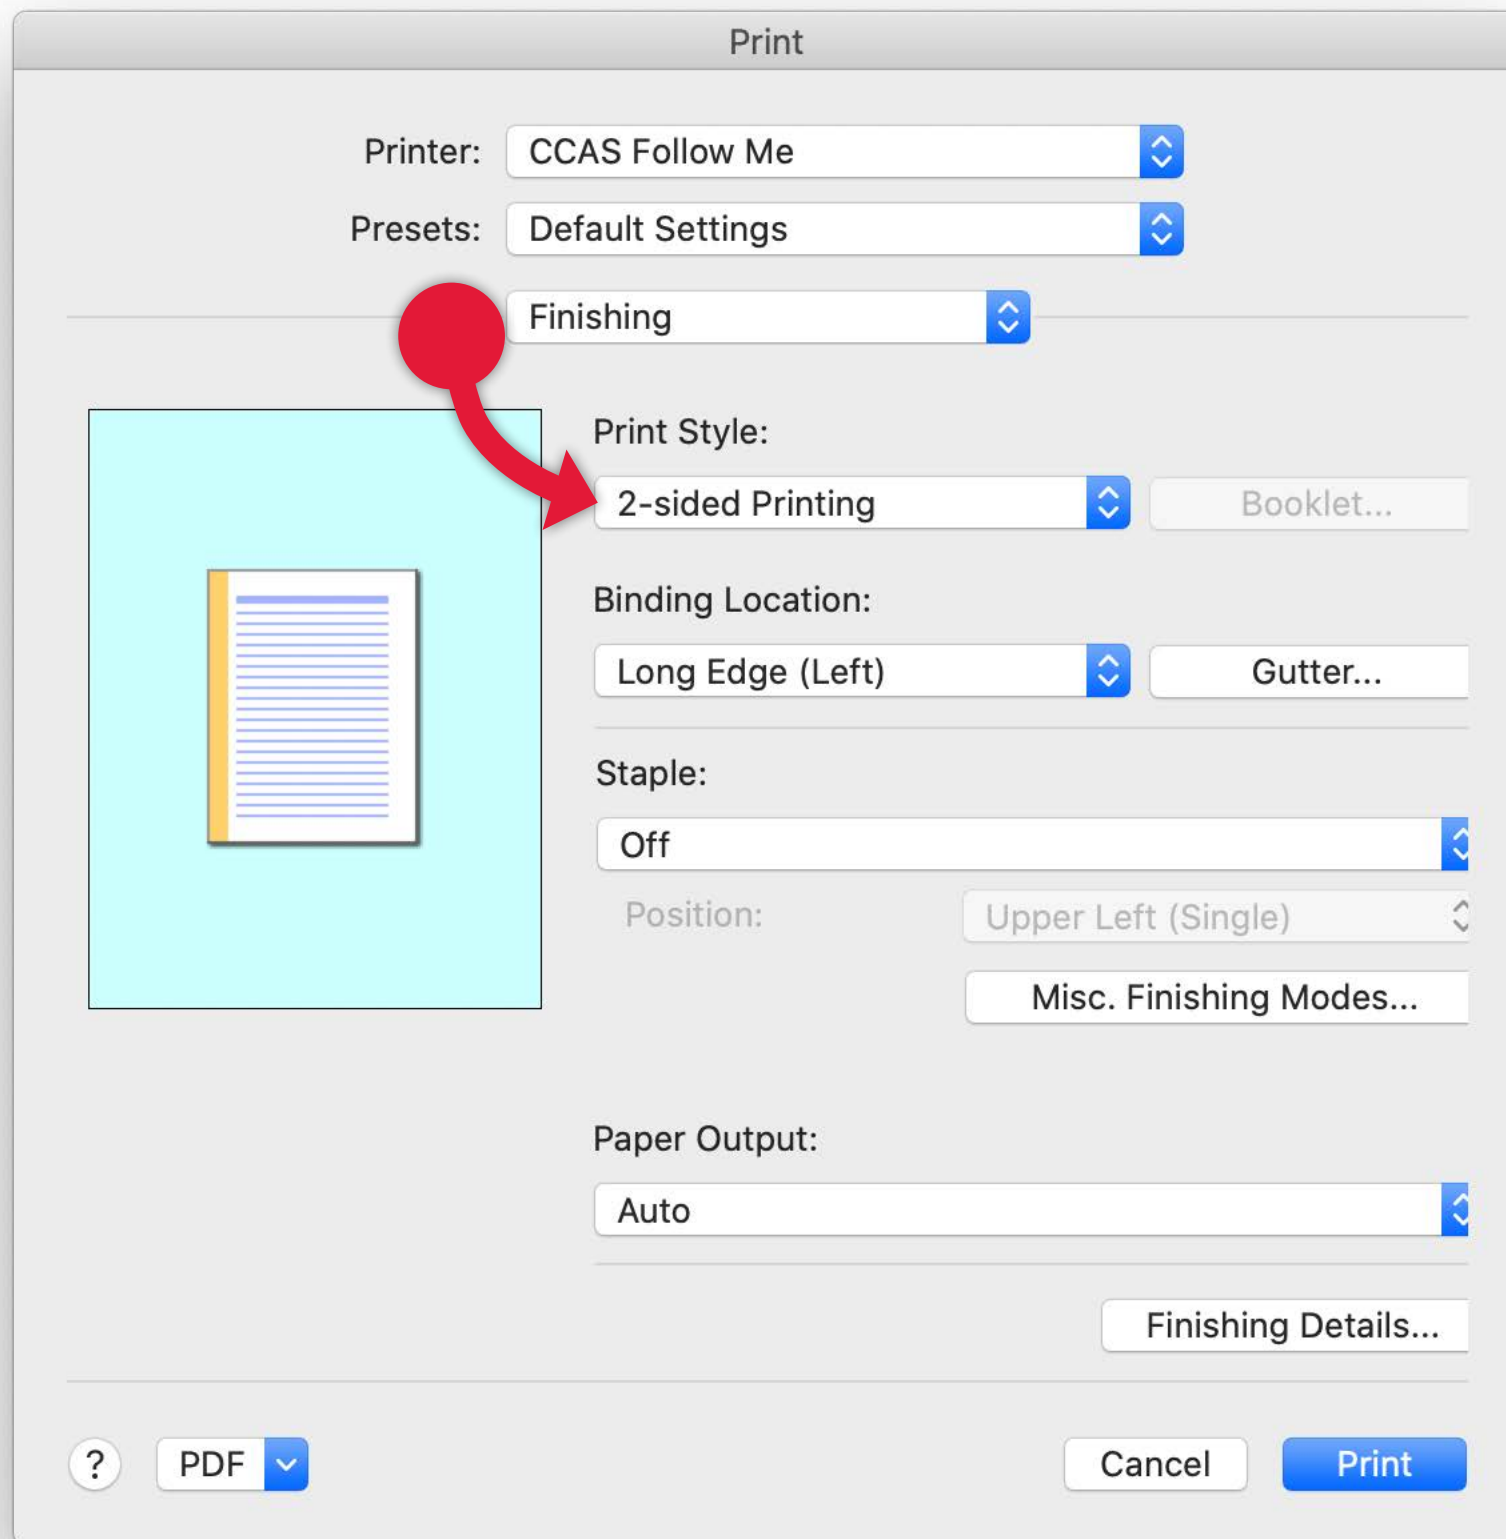 Print
Printer: CCAS Follow Me
Presets: Default Settings
Finishing
Print Style:
2-sided Printing Booklet...
Binding Location:
Long Edge (Left) Gutter...
Staple:
Off
Position: Upper Left (Single)
Misc. Finishing Modes...
Paper Output:
Auto
Finishing Details...
? PDF Cancel Print